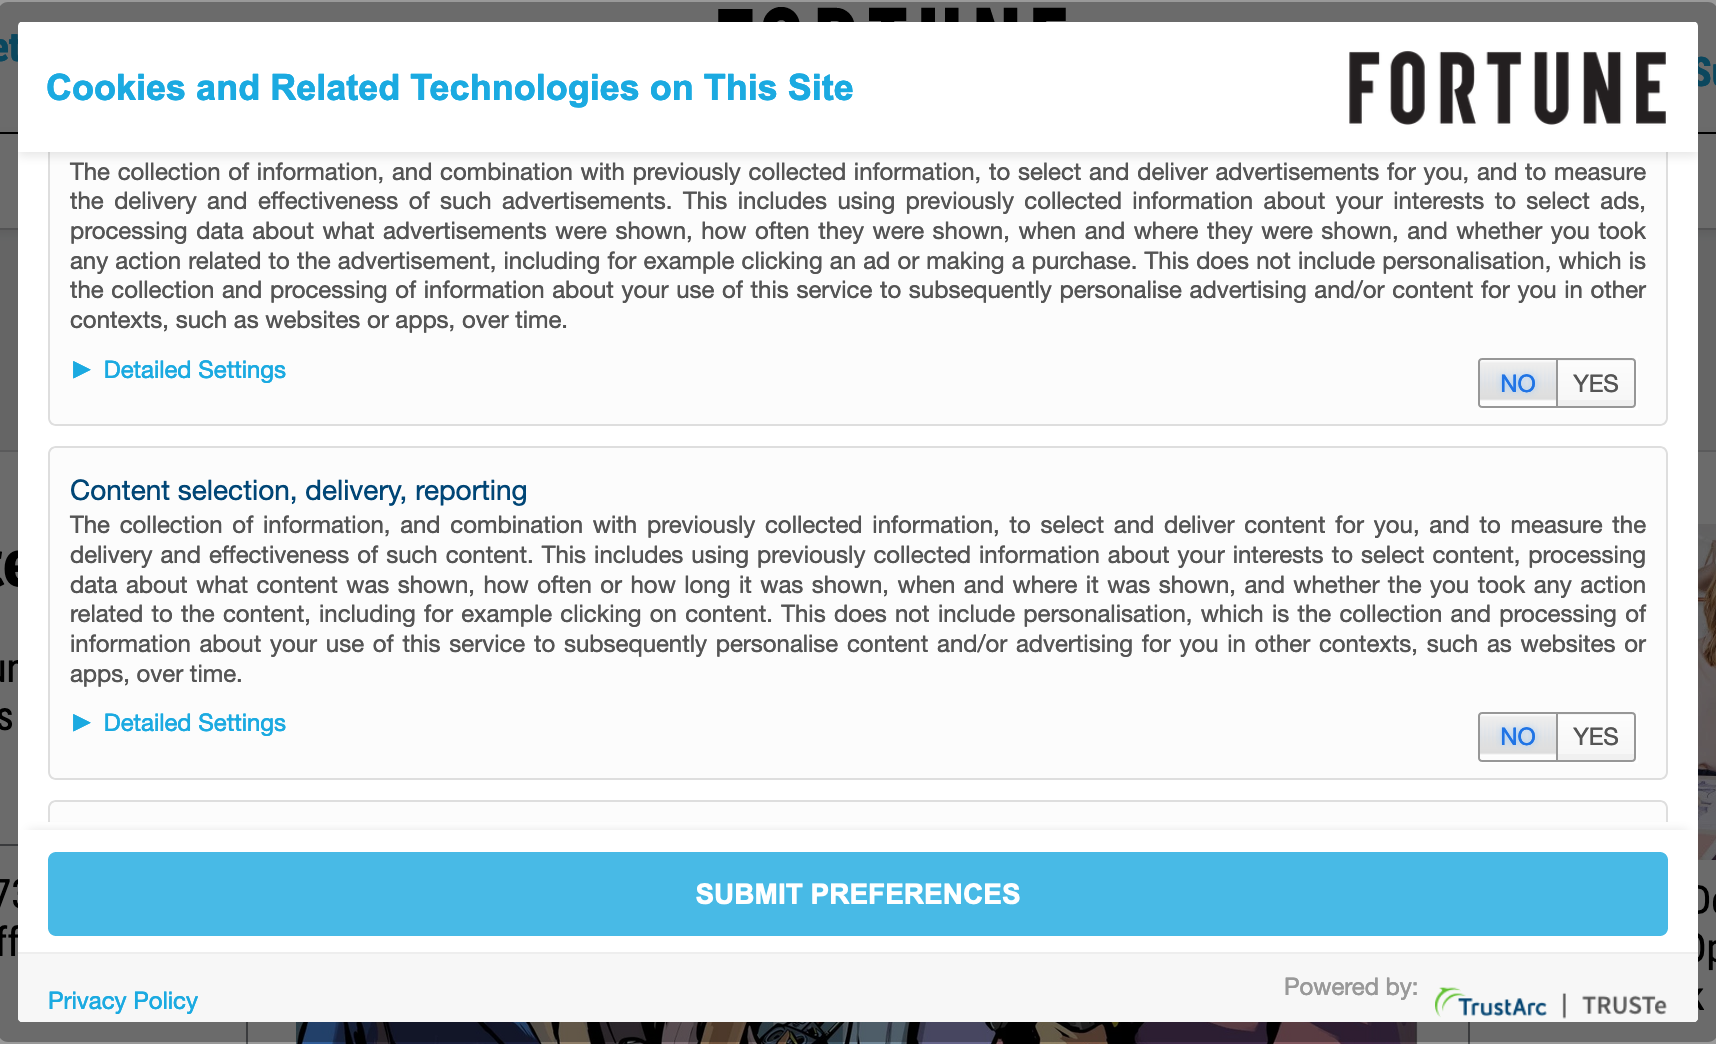 FORTUNE
Cookies and Related Technologies on This Site
FORTUNE
The collection of information, and combination with previously collected information, to select and deliver advertisements for you, and to measure
the delivery and effectiveness of such advertisements. This includes using previously collected information about your interests to select ads,
processing data about what advertisements were shown, how often they were shown, when and where they were shown, and whether you took
any action related to the advertisement, including for example clicking an ad or making a purchase. This does not include personalisation, which is
the collection and processing of information about your use of this service to subsequently personalise advertising and/or content for you in other
contexts, such as websites or apps, over time.
Detailed Settings
NO YES
Content selection, delivery, reporting
The collection of information, and combination with previously collected information, to select and deliver content for you, and to measure the
delivery and effectiveness of such content. This includes using previously collected information about your interests to select content, processing
data about what content was shown, how often or how long it was shown, when and where it was shown, and whether the you took any action
related to the content, including for example clicking on content. This does not include personalisation, which is the collection and processing of
information about your use of this service to subsequently personalise content and/or advertising for you in other contexts, such as websites or
apps, over time.
Detailed Settings
NO YES
SUBMIT PREFERENCES
Privacy Policy
Powered by:
TrustArc | TRUSTe